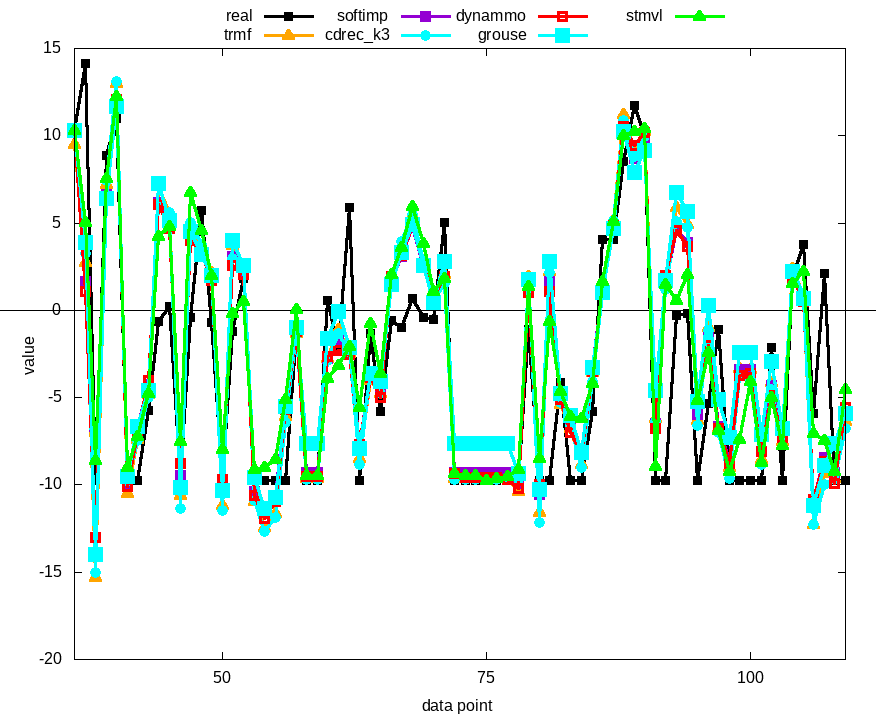 real softimp dynammo stmvl
trmf cdrec_k3 grouse
15
10
5
0
-5
-10
-15
-20
value
50 75 100
data point